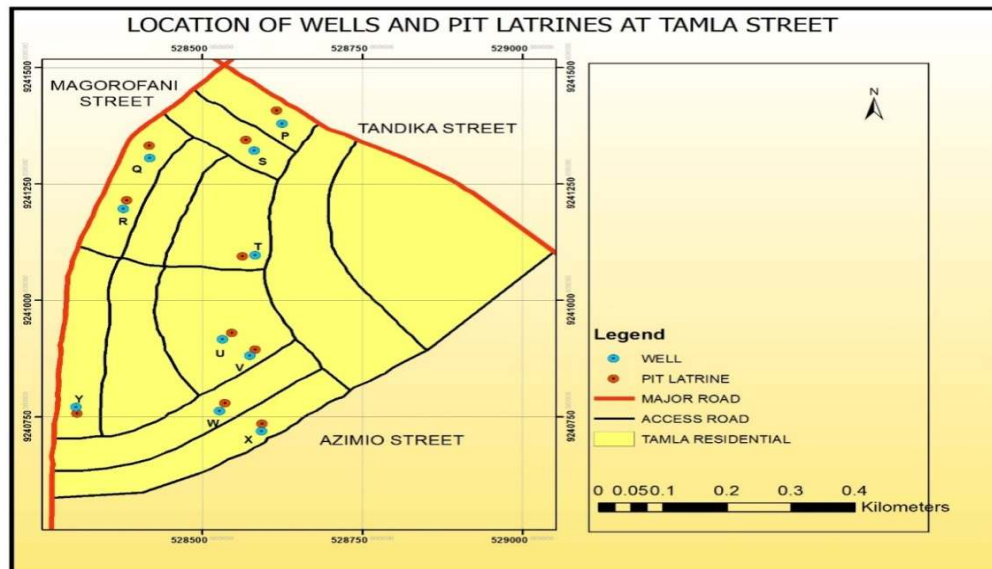 LOCATION OF WELLS AND PIT LATRINES AT TAMLA STREET
528500
528750
529000
9241500
9241500
MAGOROFANI
STREET
TANDIKA STREET
P
S
Q
R
9241250
9241250
T
9241000
9241000
U
V
Y
W
X
9240750
9240750
AZIMIO STREET
528500
528750
529000
N
Legend
WELL
PIT LATRINE
MAJOR ROAD
ACCESS ROAD
TAMLA RESIDENTIAL
0 0.05 0.1 0.2 0.3 0.4
Kilometers